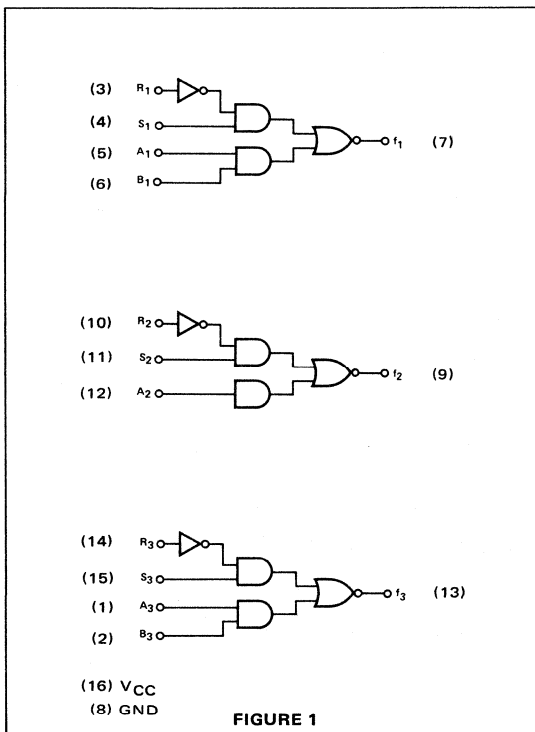 (3) R1
(4) S1
(5) A1
(6) B1
f1 (7)
(10) R2
(11) S2
(12) A2
f2 (9)
(14) R3
(15) S3
(1) A3
(2) B3
f3 (13)
(16) VCC
(8) GND
FIGURE 1